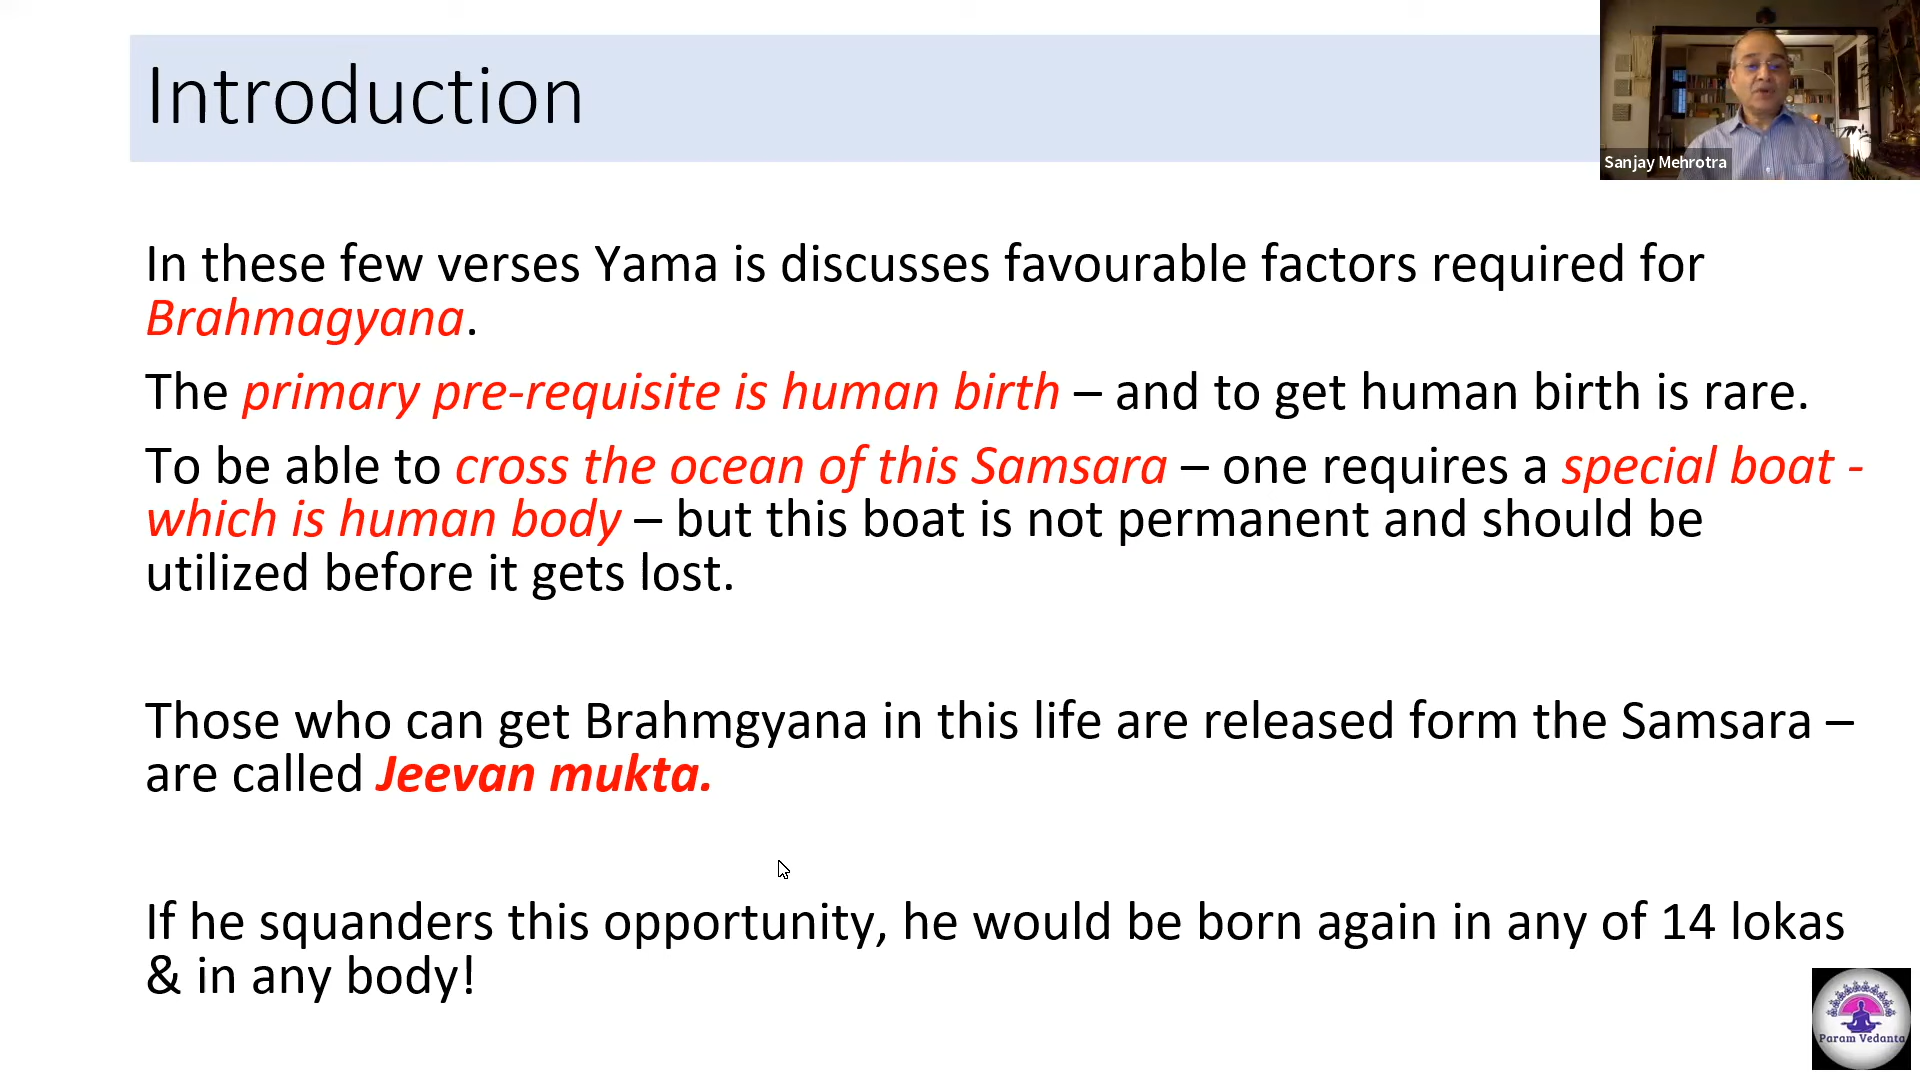 Introduction
Sanjay Mehrotra
In these few verses Yama is discusses favourable factors required for
Brahmagyana.
The primary pre-requisite is human birth – and to get human birth is rare.
To be able to cross the ocean of this Samsara – one requires a special boat -
which is human body – but this boat is not permanent and should be
utilized before it gets lost.
Those who can get Brahmgyana in this life are released form the Samsara –
are called Jeevan mukta.
If he squanders this opportunity, he would be born again in any of 14 lokas
& in any body!
Param Vedanta